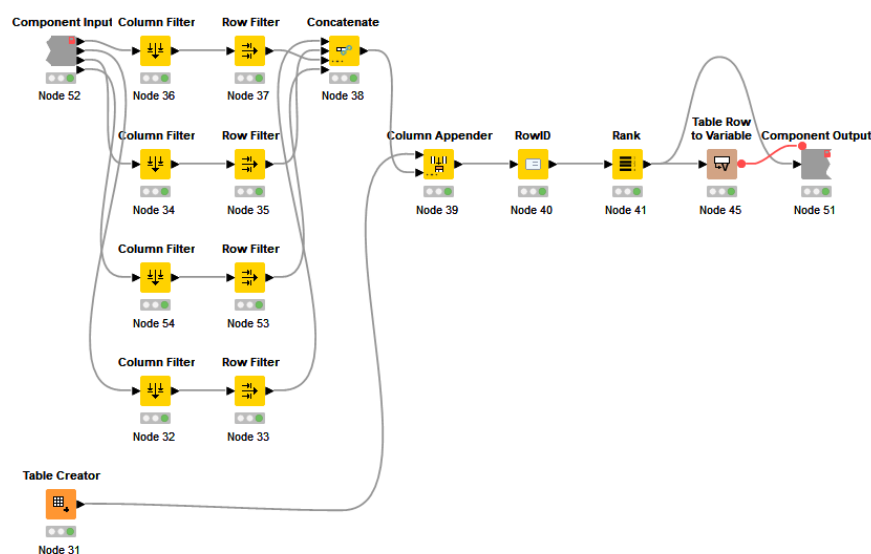 Component Input
Column Filter
Row Filter
Concatenate
Node 52
Node 36
Node 37
Node 38
Column Filter
Row Filter
Column Appender
RowID
Rank
Table Row
to Variable
Component Output
Node 34
Node 35
Node 39
Node 40
Node 41
Node 45
Node 51
Column Filter
Row Filter
Node 54
Node 53
Column Filter
Row Filter
Node 32
Node 33
Table Creator
Node 31